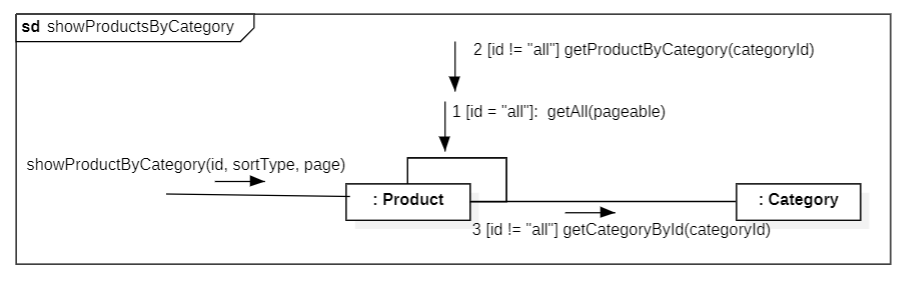 sd showProductsByCategory
2 [id != "all"] getProductByCategory(categoryId)
1 [id = "all"]: getAll(pageable)
showProductByCategory(id, sortType, page)
: Product
: Category
3 [id != "all"] getCategoryById(categoryId)